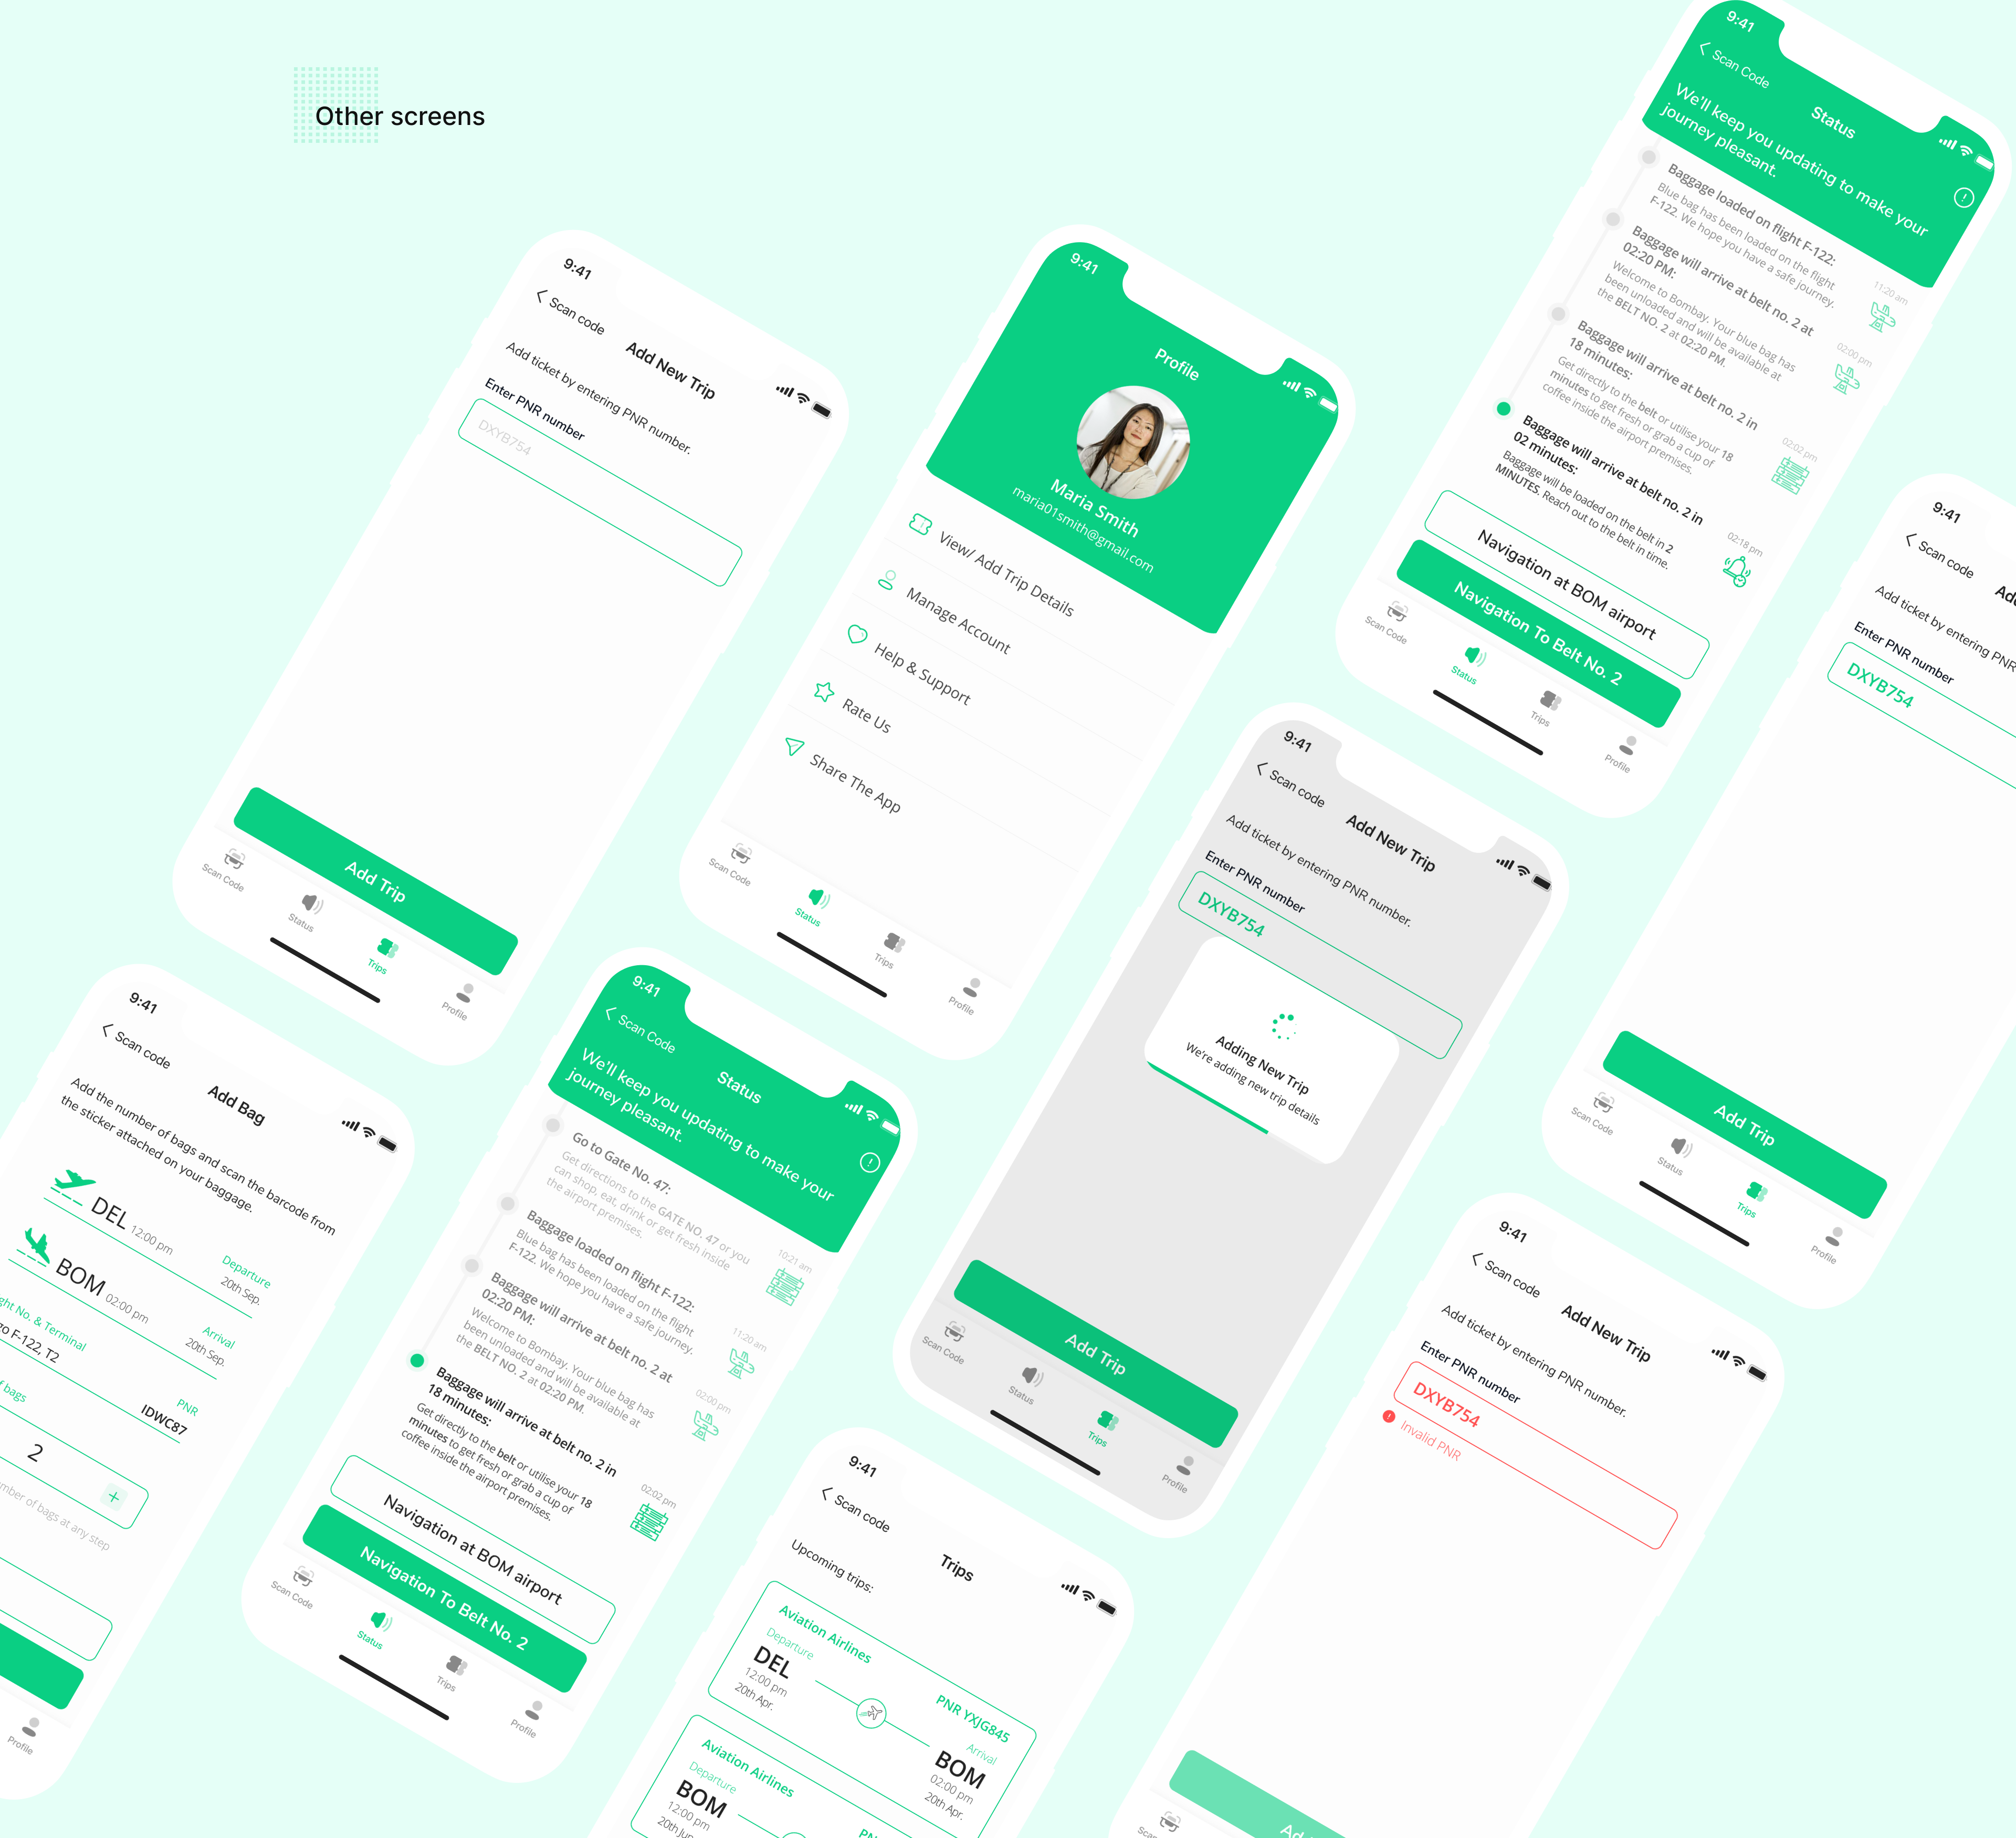 Other screens
9:41
Scan code
Add New Trip
Add ticket by entering PNR number.
Enter PNR number
DXYB754
Add Trip
Scan Code
Status
Trips
Profile
9:41
Profile
Maria Smith
maria01smith@gmail.com
View/ Add Trip Details
Manage Account
Help & Support
Rate Us
Share The App
Scan Code
Status
Trips
Profile
9:41
Scan Code
Status
We'll keep you updating to make your
journey pleasant.
Baggage loaded on flight F-122:
Blue bag has been loaded on the flight
F-122. We hope you have a safe journey.
11:20 am
Baggage will arrive at belt no. 2 at
02:20 PM:
Welcome to Bombay. Your blue bag has
been unloaded and will be available at
the BELT NO. 2 at 02:20 PM.
02:00 pm
Baggage will arrive at belt no. 2 in
18 minutes:
Get directly to the belt or utilise your 18
minutes to get fresh or grab a cup of
coffee inside the airport premises.
02:02 pm
Baggage will arrive at belt no. 2 in
02 minutes:
Baggage will be loaded on the belt in 2
MINUTES. Reach out to the belt in time.
02:18 pm
Navigation at BOM airport
Navigation To Belt No. 2
Scan Code
Status
Trips
Profile
9:41
Scan code
Add ticket by entering PNR
Enter PNR number
DXYB754
Add Trip
Scan Code
Status
Trips
Profile
9:41
Scan code
Add New Trip
Add ticket by entering PNR number.
Enter PNR number
DXYB754
Adding New Trip
We're adding new trip details
Add Trip
Scan Code
Status
Trips
Profile
9:41
Scan code
Add Bag
Add the number of bags and scan the barcode from
the sticker attached on your baggage.
DEL 12:00 pm
Departure
20th Sep.
BOM 02:00 pm
Arrival
20th Sep.
No. & Terminal
F-122, T2
PNR
IDWC87
bags
2
+
of bags at any step
Profile
9:41
Scan Code
Status
We'll keep you updating to make your
journey pleasant.
Go to Gate No. 47:
Get directions to the GATE NO. 47 or you
can shop, eat, drink or get fresh inside
the airport premises.
10:21 am
Baggage loaded on flight F-122:
Blue bag has been loaded on the flight
F-122. We hope you have a safe journey.
11:20 am
Baggage will arrive at belt no. 2 at
02:20 PM:
Welcome to Bombay. Your blue bag has
been unloaded and will be available at
the BELT NO. 2 at 02:20 PM.
02:00 pm
Baggage will arrive at belt no. 2 in
18 minutes:
Get directly to the belt or utilise your 18
minutes to get fresh or grab a cup of
coffee inside the airport premises.
02:02 pm
Navigation at BOM airport
Navigation To Belt No. 2
Scan Code
Status
Trips
Profile
9:41
Scan code
Trips
Upcoming trips:
Aviation Airlines
PNR YXJG845
Departure
DEL
12:00 pm
20th Apr.
Arrival
BOM
02:00 pm
20th Apr.
Aviation Airlines
Departure
BOM
12:00 pm
20th Jun
9:41
Scan code
Add New Trip
Add ticket by entering PNR number.
Enter PNR number
DXYB754
Invalid PNR